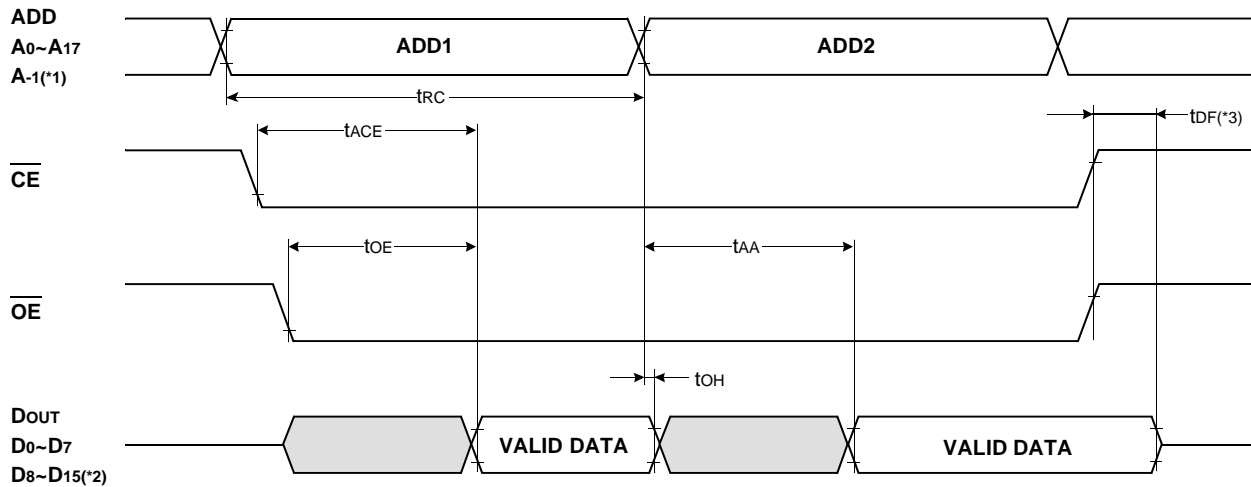 ADD
A0~A17
A-1(*1)
ADD1
ADD2
tRC
tACE
tDF(*3)
CE
tOE
tAA
OE
tOH
DOUT
D0~D7
D8~D15(*2)
VALID DATA
VALID DATA